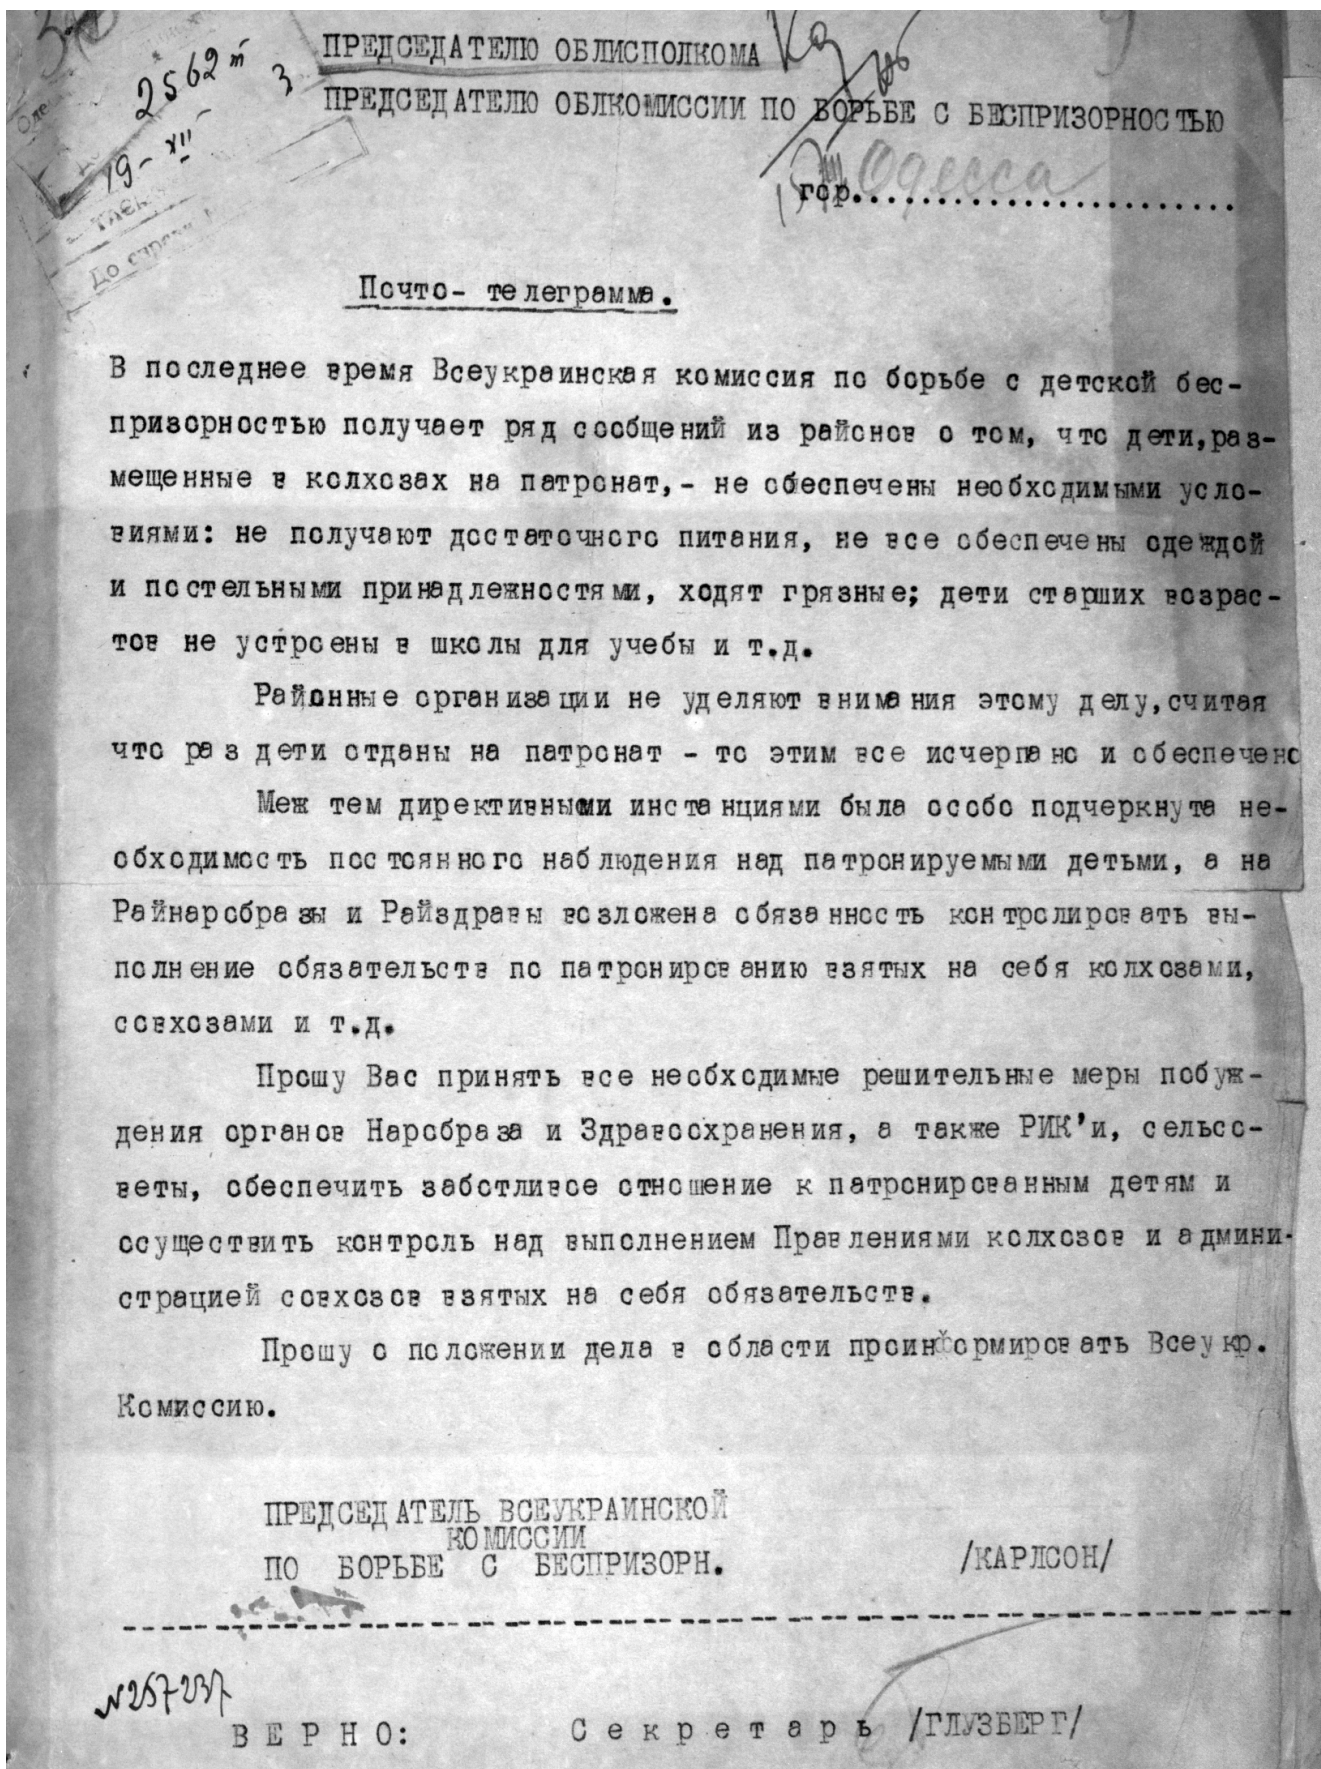 2562
3
19 - XII
До справи
ПРЕДСЕДАТЕЛЮ ОБЛИСПОЛКОМА
ПРЕДСЕДАТЕЛЮ ОБЛКОМИССИИ ПО БОРЬБЕ С БЕСПРИЗОРНОСТЬЮ
гор. Одесса
Почто- телеграмма.
В последнее время Всеукраинская комиссия по борьбе с детской бес-
призорностью получает ряд сообщений из районов о том, что дети,раз-
мещенные в колхозах на патронат,- не обеспечены необходимыми усло-
виями: не получают достаточного питания, не все обеспечены одеждой
и постельными принадлежностями, ходят грязные; дети старших возрас-
тов не устроены в школы для учебы и т.д.
Районные организации не уделяют внимания этому делу,считая
что раз дети отданы на патронат - то этим все исчерпано и обеспечено
Меж тем директивными инстанциями была особо подчеркнута не-
обходимость постоянного наблюдения над патронируемыми детьми, а на
Райнаробразы и Райздравы возложена обязанность контролировать вы-
полнение обязательств по патронированию взятых на себя колхозами,
совхозами и т.д.
Прошу Вас принять все необходимые решительные меры побуж-
дения органов Наробраза и Здравоохранения, а также РИК'и, сельсо-
веты, обеспечить заботливое отношение к патронированным детям и
осуществить контроль над выполнением Правлениями колхозов и админи-
страцией совхозов взятых на себя обязательств.
Прошу о положении дела в области проинформировать Всеукр.
Комиссию.
ПРЕДСЕДАТЕЛЬ ВСЕУКРАИНСКОЙ
КОМИССИИ
ПО БОРЬБЕ С БЕСПРИЗОРН. /КАРЛСОН/
№257237
ВЕРНО: Секретарь /ГЛУЗБЕРГ/